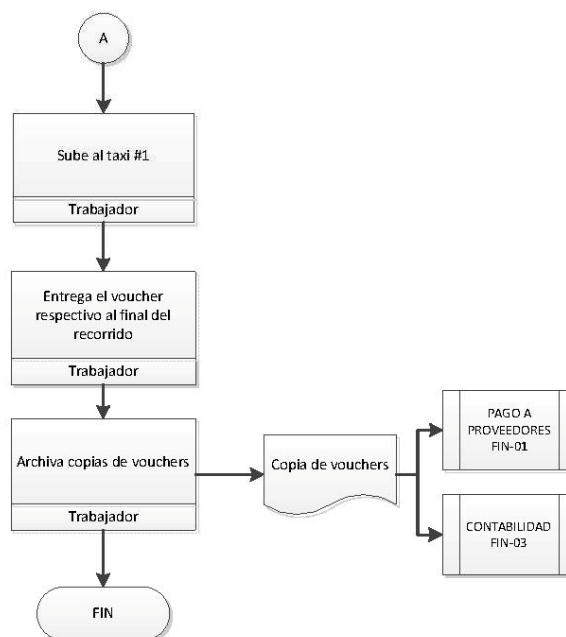 A
Sube al taxi #1
Trabajador
Entrega el voucher
respectivo al final del
recorrido
Trabajador
Archiva copias de vouchers
Trabajador
Copia de vouchers
PAGO A
PROVEEDORES
FIN-01
CONTABILIDAD
FIN-03
FIN